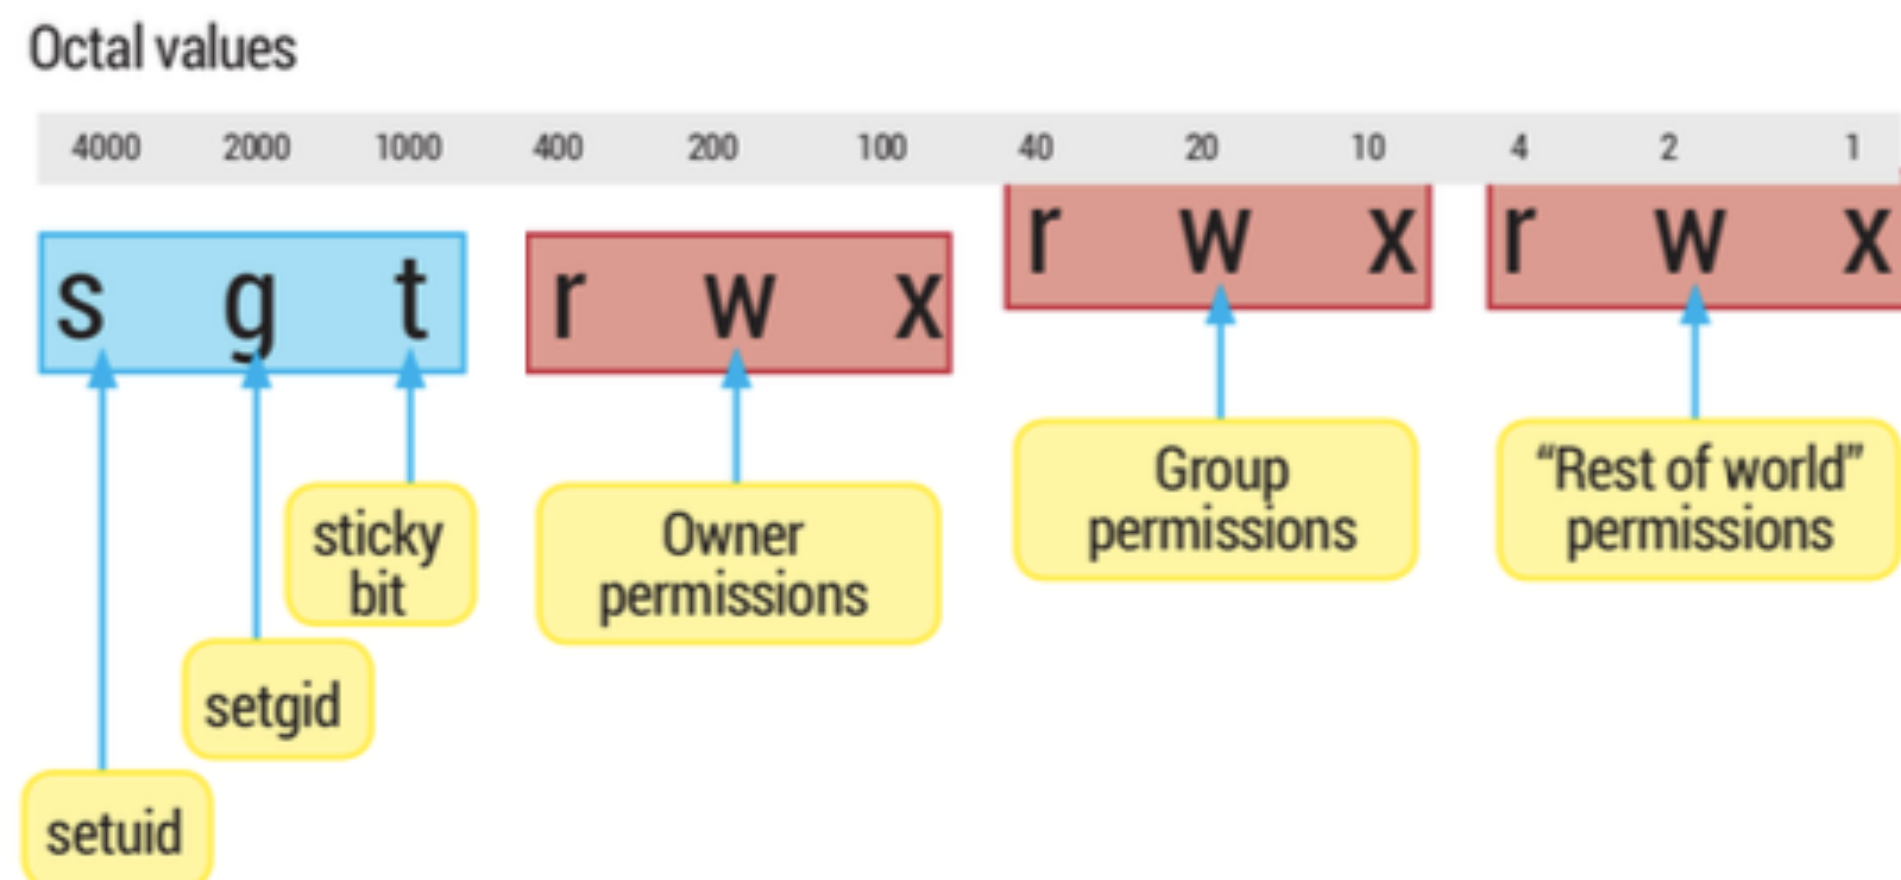 Octal values
4000 2000 1000 400 200 100 40 20 10 4 2 1
s g t r w x r w x r w x
sticky
bit
Owner
permissions
Group
permissions
“Rest of world”
permissions
setgid
setuid